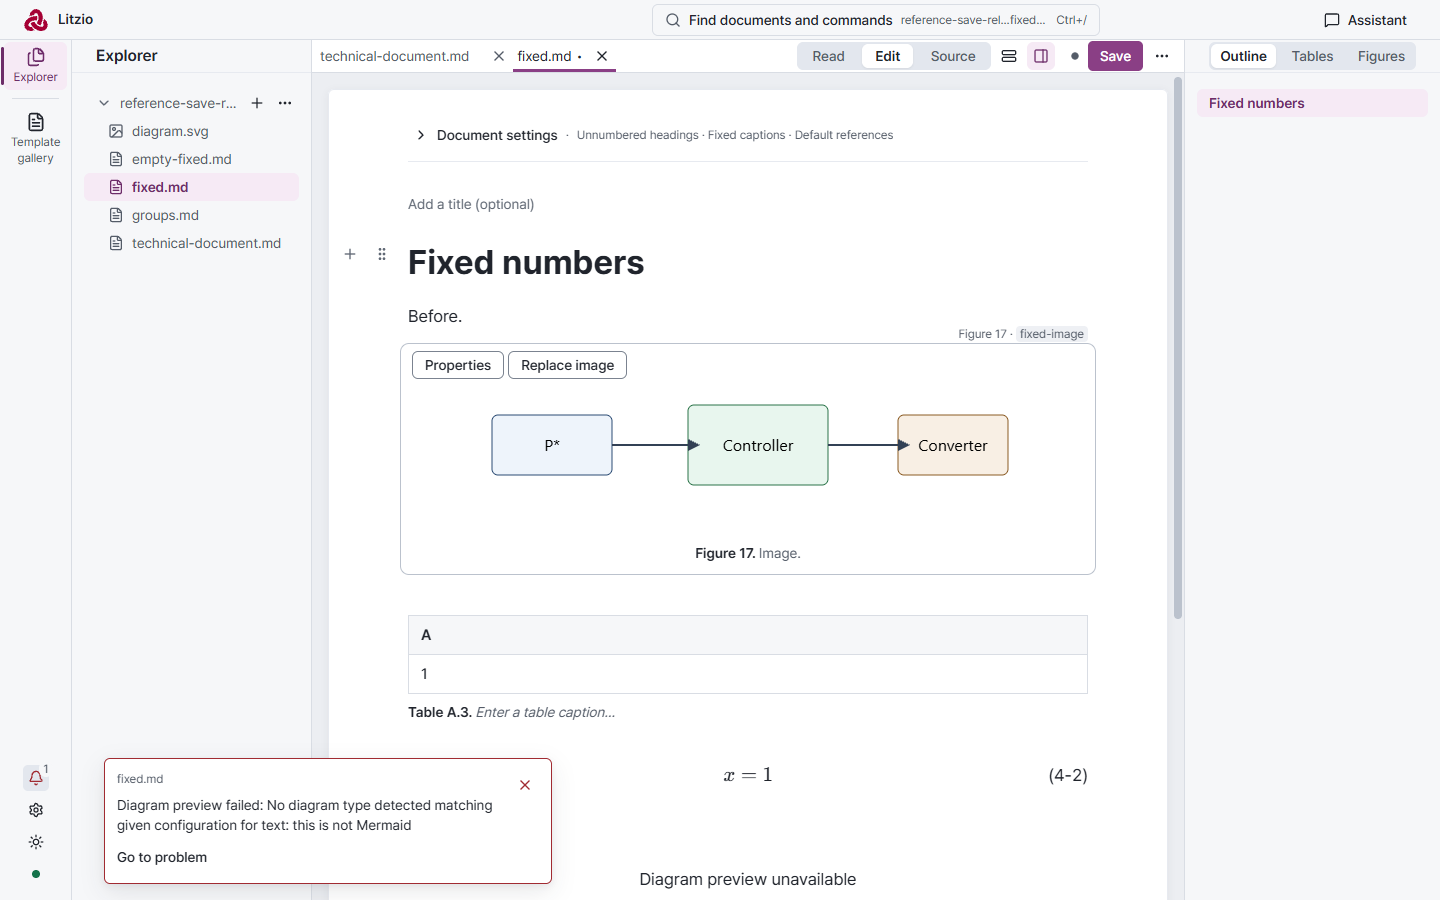 Litzio
Find documents and commands reference-save-rel...fixed... Ctrl+/
Assistant
Explorer
Template
gallery
1
Explorer
reference-save-r...
diagram.svg
empty-fixed.md
fixed.md
groups.md
technical-document.md
technical-document.md
fixed.md •
Read
Edit
Source
Save
Document settings · Unnumbered headings · Fixed captions · Default references
Add a title (optional)
Fixed numbers
Before.
Figure 17 · fixed-image
Properties
Replace image
P*
Controller
Converter
Figure 17. Image.
A
1
Table A.3. Enter a table caption...
x = 1
(4-2)
Diagram preview unavailable
fixed.md
Diagram preview failed: No diagram type detected matching
given configuration for text: this is not Mermaid
Go to problem
Outline
Tables
Figures
Fixed numbers